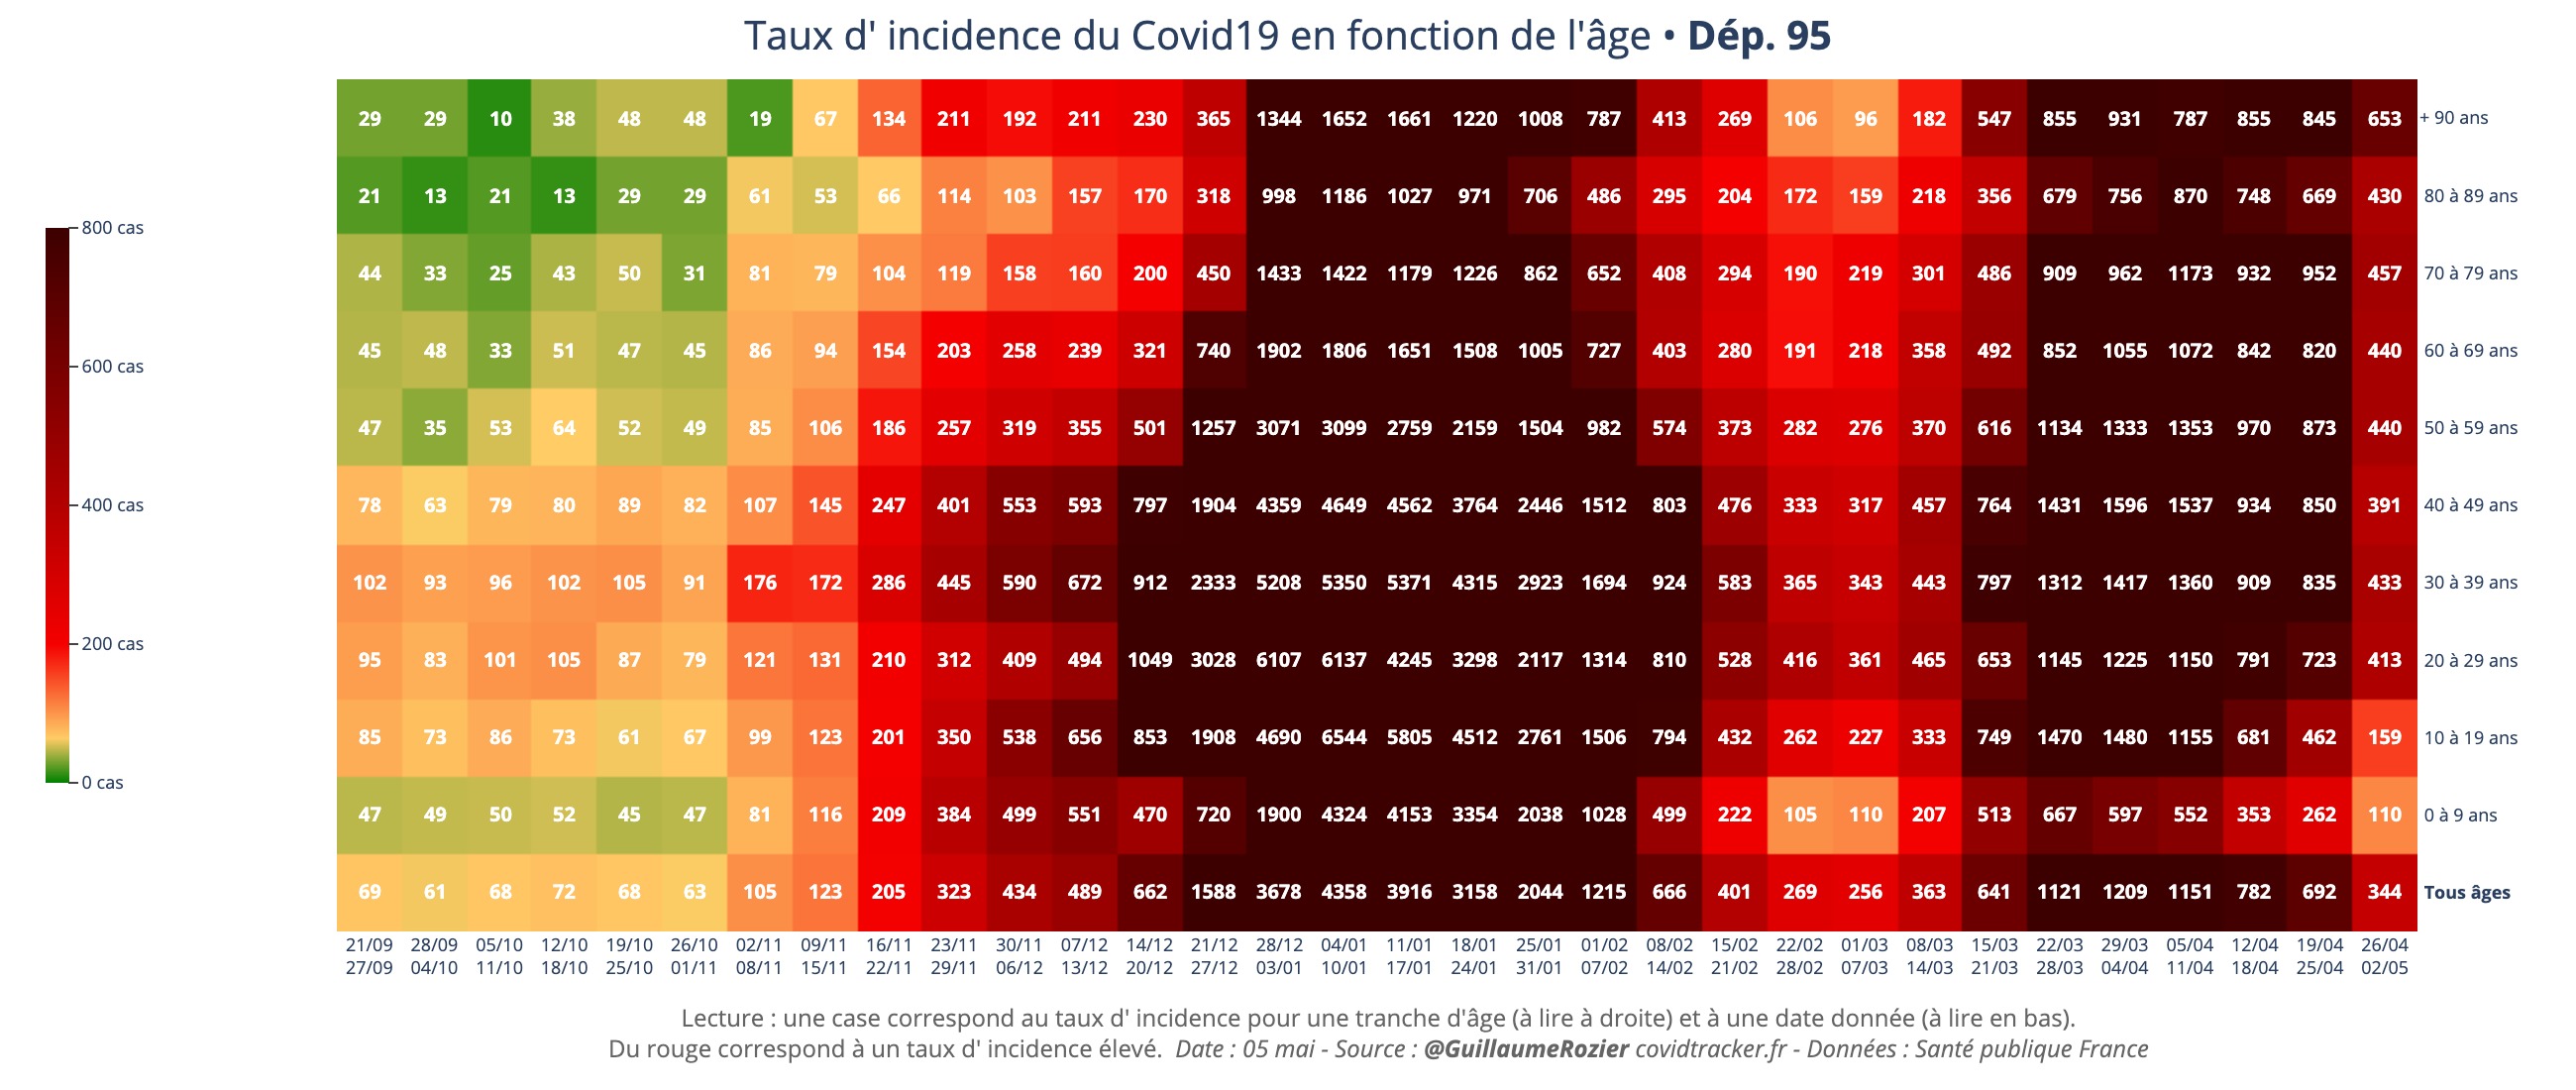 Taux d' incidence du Covid19 en fonction de l'âge • Dép. 95
29 29 10 38 48 48 19 67 134 211 192 211 230 365 1344 1652 1661 1220 1008 787 413 269 106 96 182 547 855 931 787 855 845 653 + 90 ans
21 13 21 13 29 29 61 53 66 114 103 157 170 318 998 1186 1027 971 706 486 295 204 172 159 218 356 679 756 870 748 669 430 80 à 89 ans
800 cas
44 33 25 43 50 31 81 79 104 119 158 160 200 450 1433 1422 1179 1226 862 652 408 294 190 219 301 486 909 962 1173 932 952 457 70 à 79 ans
45 48 33 51 47 45 86 94 154 203 258 239 321 740 1902 1806 1651 1508 1005 727 403 280 191 218 358 492 852 1055 1072 842 820 440 60 à 69 ans
600 cas
47 35 53 64 52 49 85 106 186 257 319 355 501 1257 3071 3099 2759 2159 1504 982 574 373 282 276 370 616 1134 1333 1353 970 873 440 50 à 59 ans
400 cas
78 63 79 80 89 82 107 145 247 401 553 593 797 1904 4359 4649 4562 3764 2446 1512 803 476 333 317 457 764 1431 1596 1537 934 850 391 40 à 49 ans
102 93 96 102 105 91 176 172 286 445 590 672 912 2333 5208 5350 5371 4315 2923 1694 924 583 365 343 443 797 1312 1417 1360 909 835 433 30 à 39 ans
200 cas
95 83 101 105 87 79 121 131 210 312 409 494 1049 3028 6107 6137 4245 3298 2117 1314 810 528 416 361 465 653 1145 1225 1150 791 723 413 20 à 29 ans
85 73 86 73 61 67 99 123 201 350 538 656 853 1908 4690 6544 5805 4512 2761 1506 794 432 262 227 333 749 1470 1480 1155 681 462 159 10 à 19 ans
0 cas
47 49 50 52 45 47 81 116 209 384 499 551 470 720 1900 4324 4153 3354 2038 1028 499 222 105 110 207 513 667 597 552 353 262 110 0 à 9 ans
69 61 68 72 68 63 105 123 205 323 434 489 662 1588 3678 4358 3916 3158 2044 1215 666 401 269 256 363 641 1121 1209 1151 782 692 344 Tous âges
21/09 28/09 05/10 12/10 19/10 26/10 02/11 09/11 16/11 23/11 30/11 07/12 14/12 21/12 28/12 04/01 11/01 18/01 25/01 01/02 08/02 15/02 22/02 01/03 08/03 15/03 22/03 29/03 05/04 12/04 19/04 26/04
27/09 04/10 11/10 18/10 25/10 01/11 08/11 15/11 22/11 29/11 06/12 13/12 20/12 27/12 03/01 10/01 17/01 24/01 31/01 07/02 14/02 21/02 28/02 07/03 14/03 21/03 28/03 04/04 11/04 18/04 25/04 02/05
Lecture : une case correspond au taux d' incidence pour une tranche d'âge (à lire à droite) et à une date donnée (à lire en bas).
Du rouge correspond à un taux d' incidence élevé. Date : 05 mai - Source : @GuillaumeRozier covidtracker.fr - Données : Santé publique France